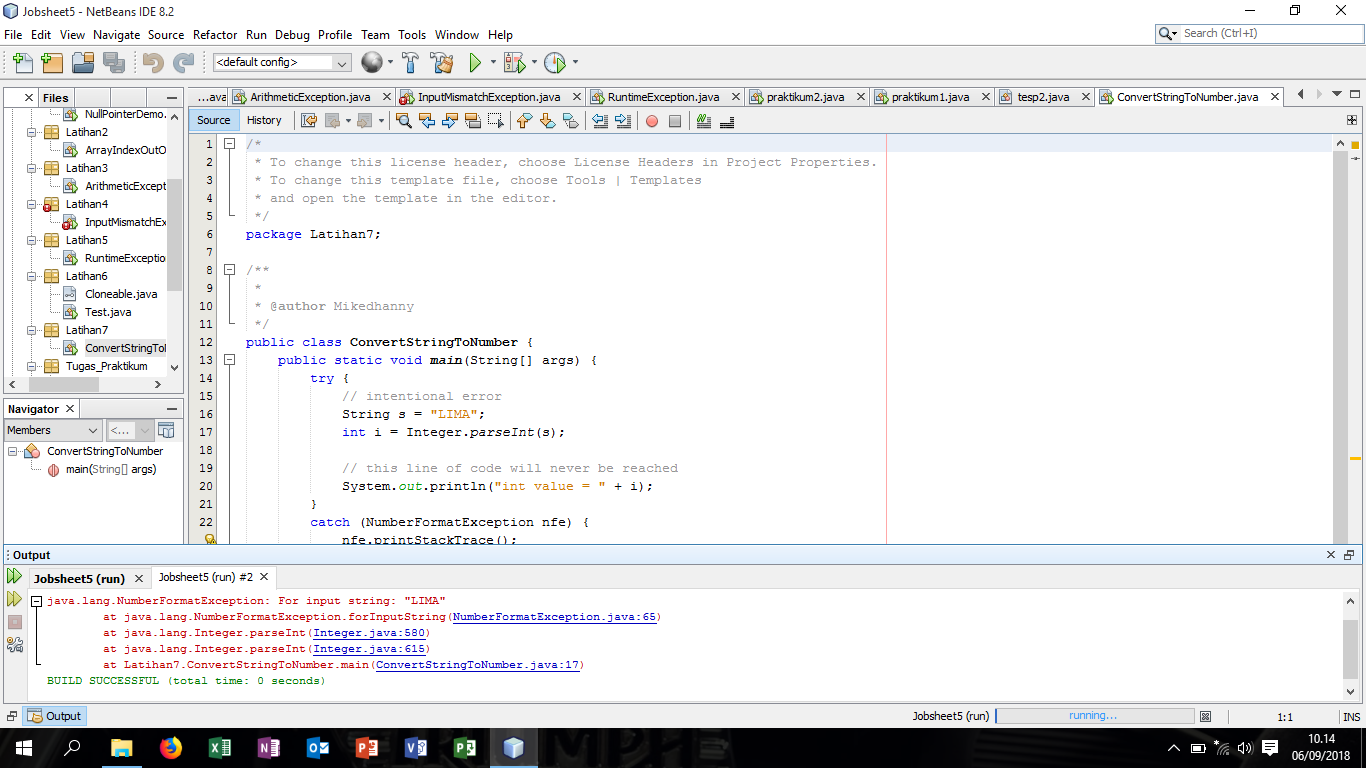 Jobsheet5 - NetBeans IDE 8.2
File Edit View Navigate Source Refactor Run Debug Profile Team Tools Window Help
Search (Ctrl+I)
<default config>
Files
...ava ArithmeticException.java InputMismatchException.java RuntimeException.java praktikum2.java praktikum1.java tesp2.java ConvertStringToNumber.java
Source History
NullPointerDemo.
Latihan2
ArrayIndexOutO
Latihan3
ArithmeticExcept
Latihan4
InputMismatchEx
Latihan5
RuntimeExceptio
Latihan6
Cloneable.java
Test.java
Latihan7
ConvertStringTo
Tugas_Praktikum
Navigator
Members <...
ConvertStringToNumber
main(String[] args)
1 /*
2 * To change this license header, choose License Headers in Project Properties.
3 * To change this template file, choose Tools | Templates
4 * and open the template in the editor.
5 */
6 package Latihan7;
7
8 /**
9 *
10 * @author Mikedhanny
11 */
12 public class ConvertStringToNumber {
13 public static void main(String[] args) {
14 try {
15 // intentional error
16 String s = "LIMA";
17 int i = Integer.parseInt(s);
18
19 // this line of code will never be reached
20 System.out.println("int value = " + i);
21 }
22 catch (NumberFormatException nfe) {
nfe.printStackTrace();
Output
Jobsheet5 (run) Jobsheet5 (run) #2
java.lang.NumberFormatException: For input string: "LIMA"
at java.lang.NumberFormatException.forInputString(NumberFormatException.java:65)
at java.lang.Integer.parseInt(Integer.java:580)
at java.lang.Integer.parseInt(Integer.java:615)
at Latihan7.ConvertStringToNumber.main(ConvertStringToNumber.java:17)
BUILD SUCCESSFUL (total time: 0 seconds)
Output
Jobsheet5 (run) running... 1:1 INS
10.14
06/09/2018